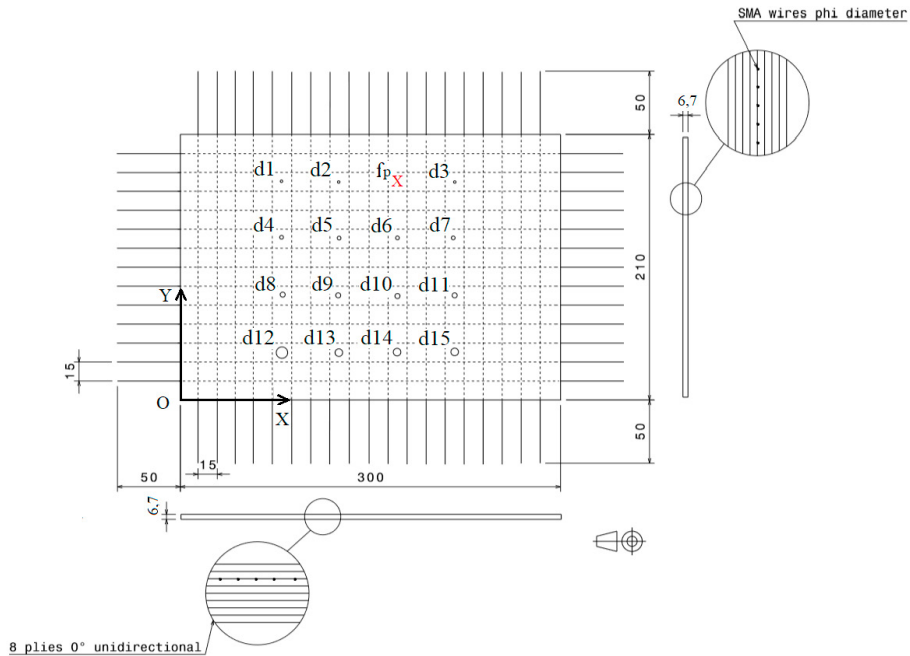 SMA wires phi diameter
50
6,7
d1 d2 fp X d3
d4 d5 d6 d7
210
d8 d9 d10 d11
Y
d12 d13 d14 d15
15
O
X
50
15
50 300
6,7
8 plies 0° unidirectional